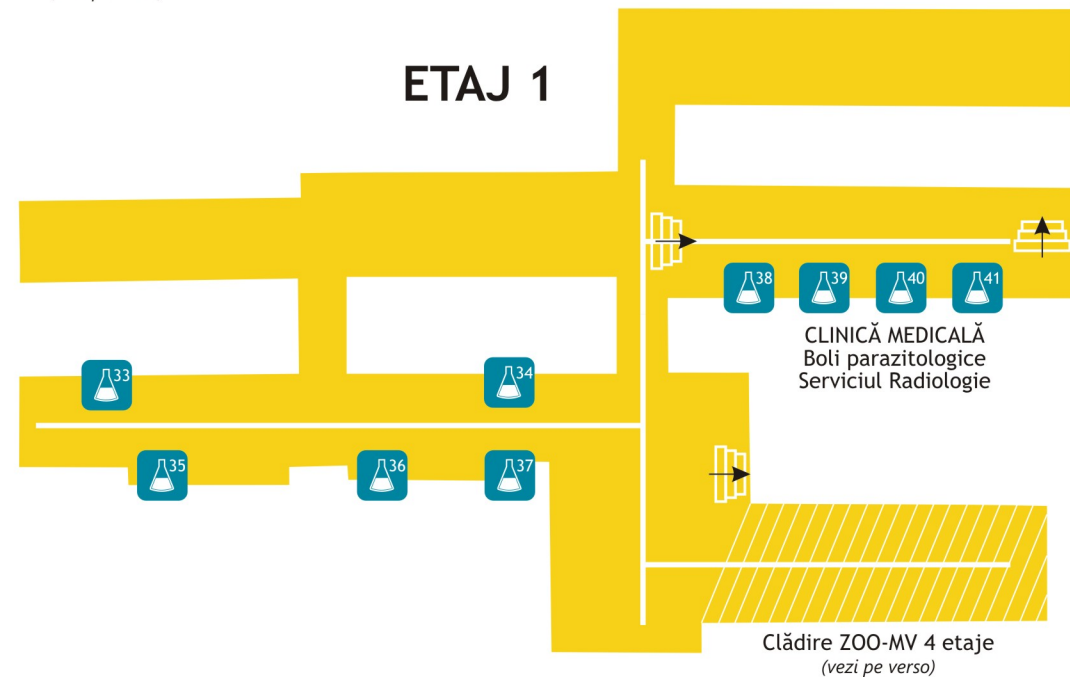 ETAJ 1
38 39 40 41
CLINICĂ MEDICALĂ
Boli parazitologice
Serviciul Radiologie
33 34
35 36 37
Clădire ZOO-MV 4 etaje
(vezi pe verso)